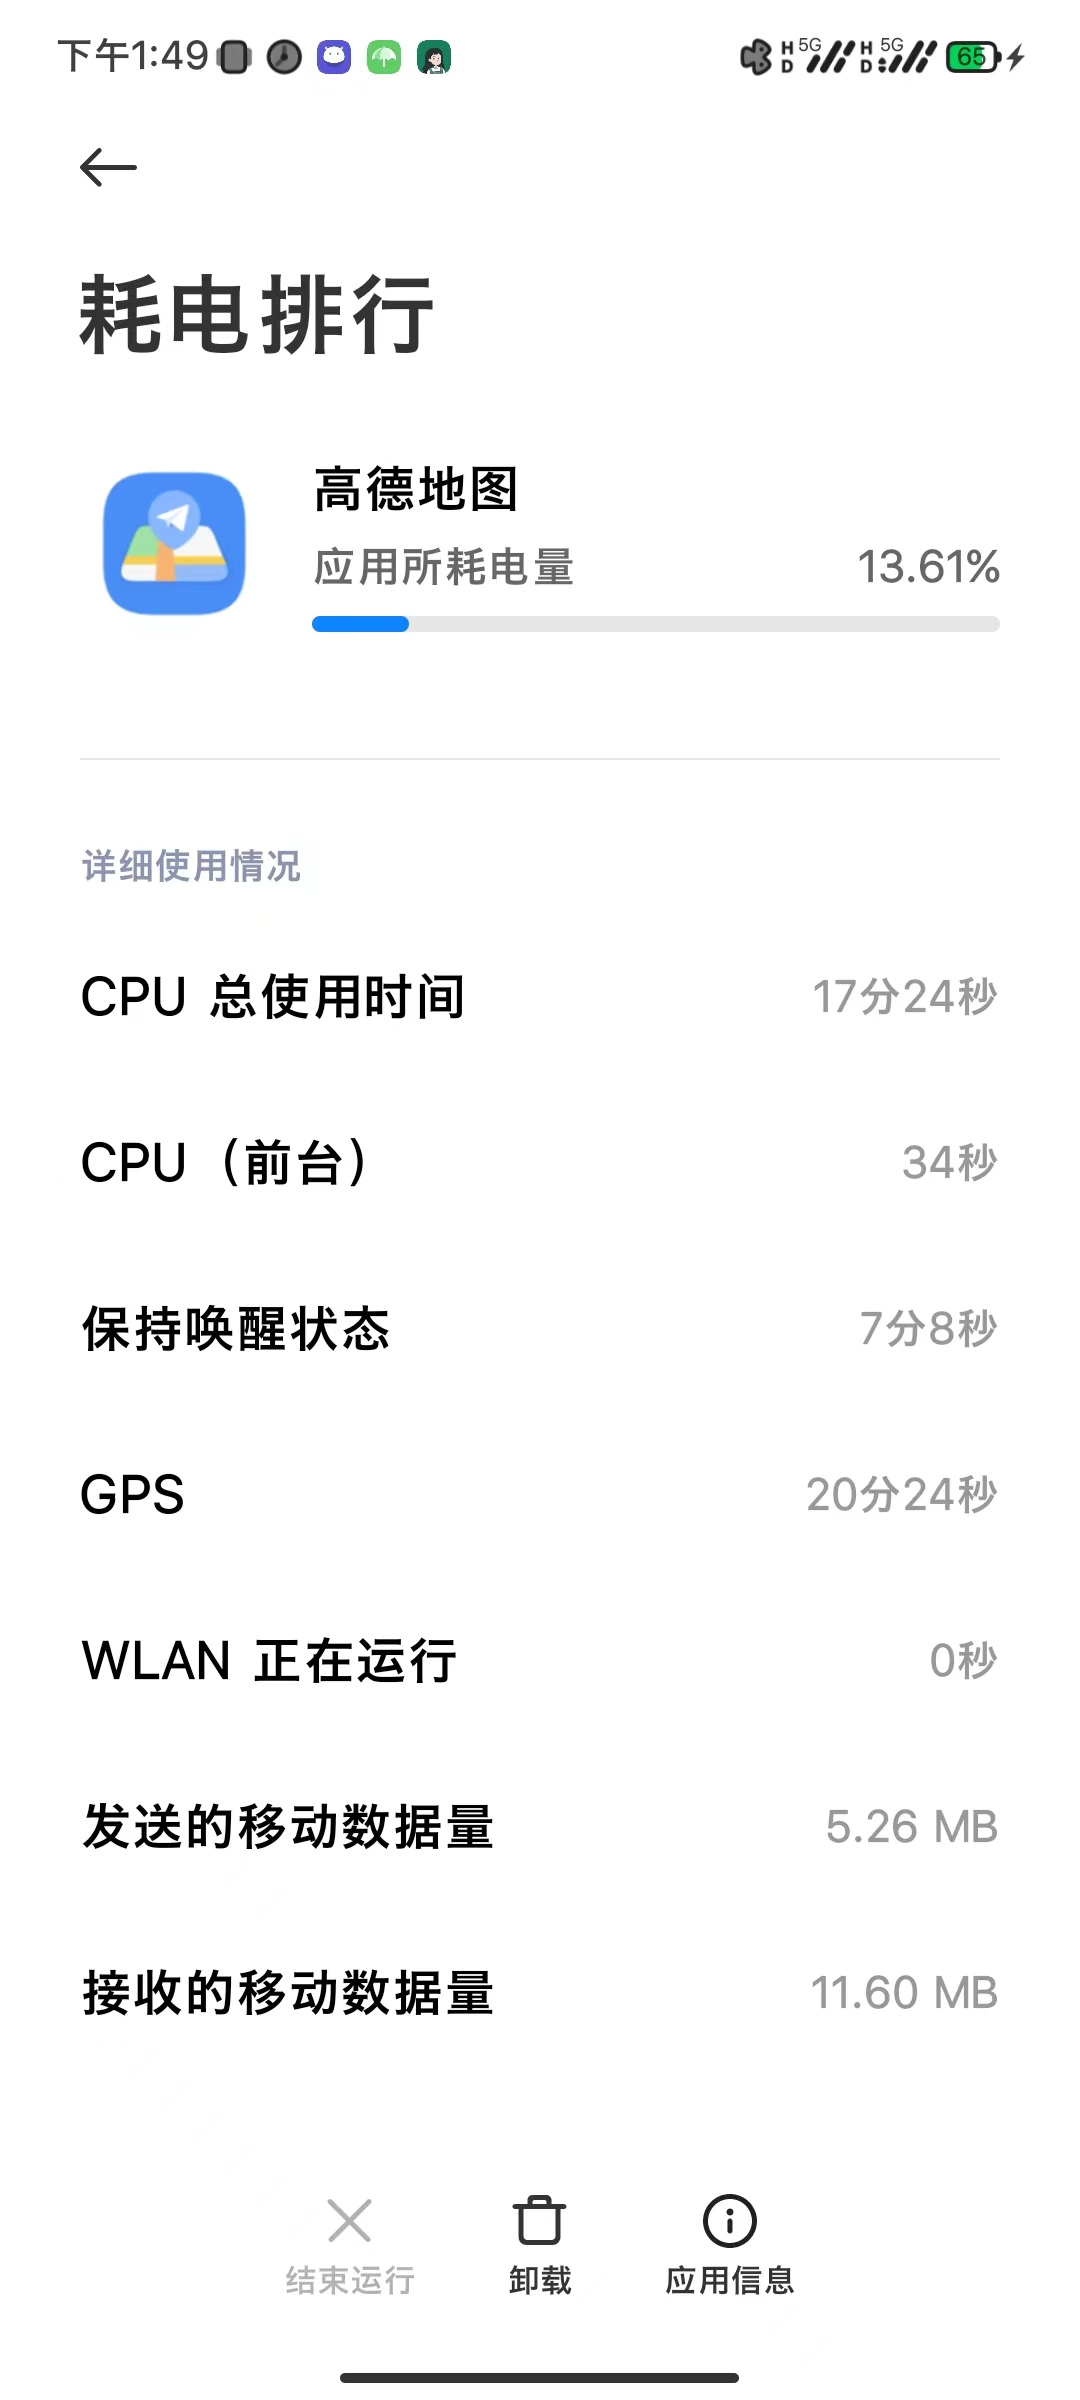 下午1:49
HD 5G HD 5G 65
耗电排行
高德地图
应用所耗电量 13.61%
详细使用情况
CPU 总使用时间 17分24秒
CPU（前台） 34秒
保持唤醒状态 7分8秒
GPS 20分24秒
WLAN 正在运行 0秒
发送的移动数据量 5.26 MB
接收的移动数据量 11.60 MB
结束运行 卸载 应用信息